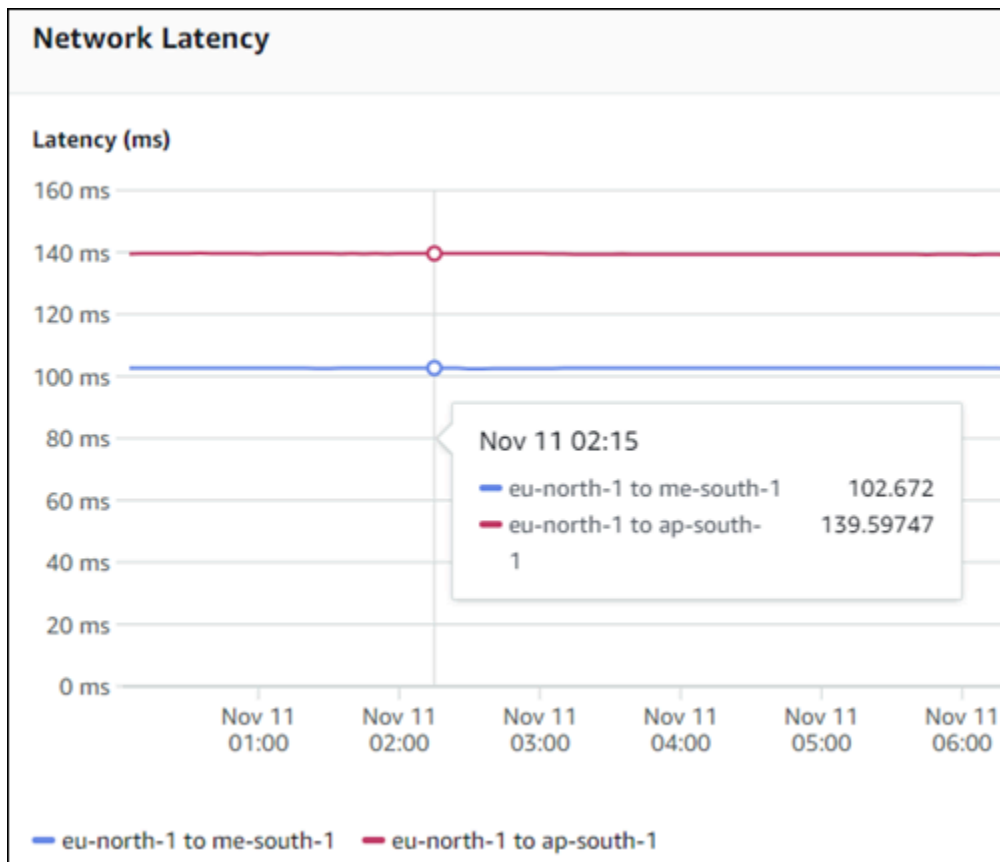 Network Latency
Latency (ms)
160 ms
140 ms
120 ms
100 ms
80 ms
60 ms
40 ms
20 ms
0 ms
Nov 11 02:15
eu-north-1 to me-south-1 102.672
eu-north-1 to ap-south- 139.59747
1
Nov 11 Nov 11 Nov 11 Nov 11 Nov 11 Nov 11
01:00 02:00 03:00 04:00 05:00 06:00
eu-north-1 to me-south-1 eu-north-1 to ap-south-1